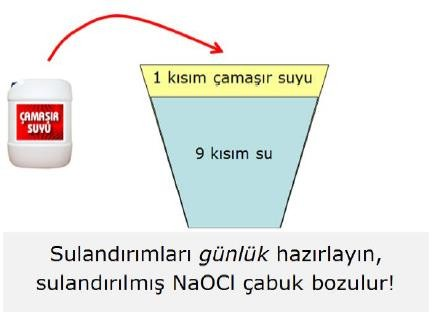 ÇAMAŞIR
SUYU
1 kısım çamaşır suyu
9 kısım su
Sulandırımları günlük hazırlayın,
sulandırılmış NaOCl çabuk bozulur!